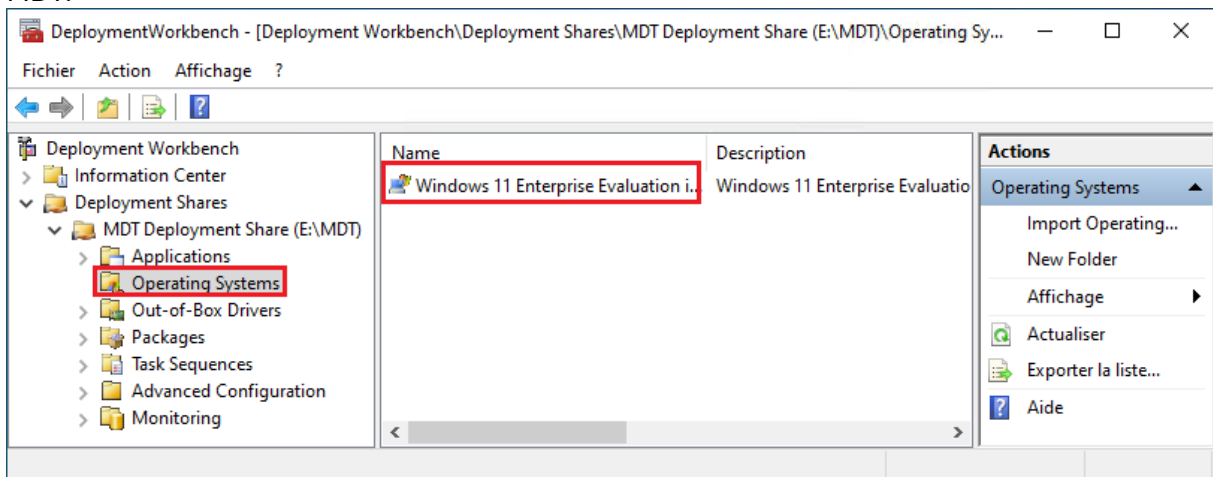 DeploymentWorkbench - [Deployment Workbench\Deployment Shares\MDT Deployment Share (E:\MDT)\Operating Sy...
Fichier Action Affichage ?
Deployment Workbench
Information Center
Deployment Shares
MDT Deployment Share (E:\MDT)
Applications
Operating Systems
Out-of-Box Drivers
Packages
Task Sequences
Advanced Configuration
Monitoring
Name Description
Windows 11 Enterprise Evaluation i... Windows 11 Enterprise Evaluatio
Actions
Operating Systems
Import Operating...
New Folder
Affichage
Actualiser
Exporter la liste...
Aide